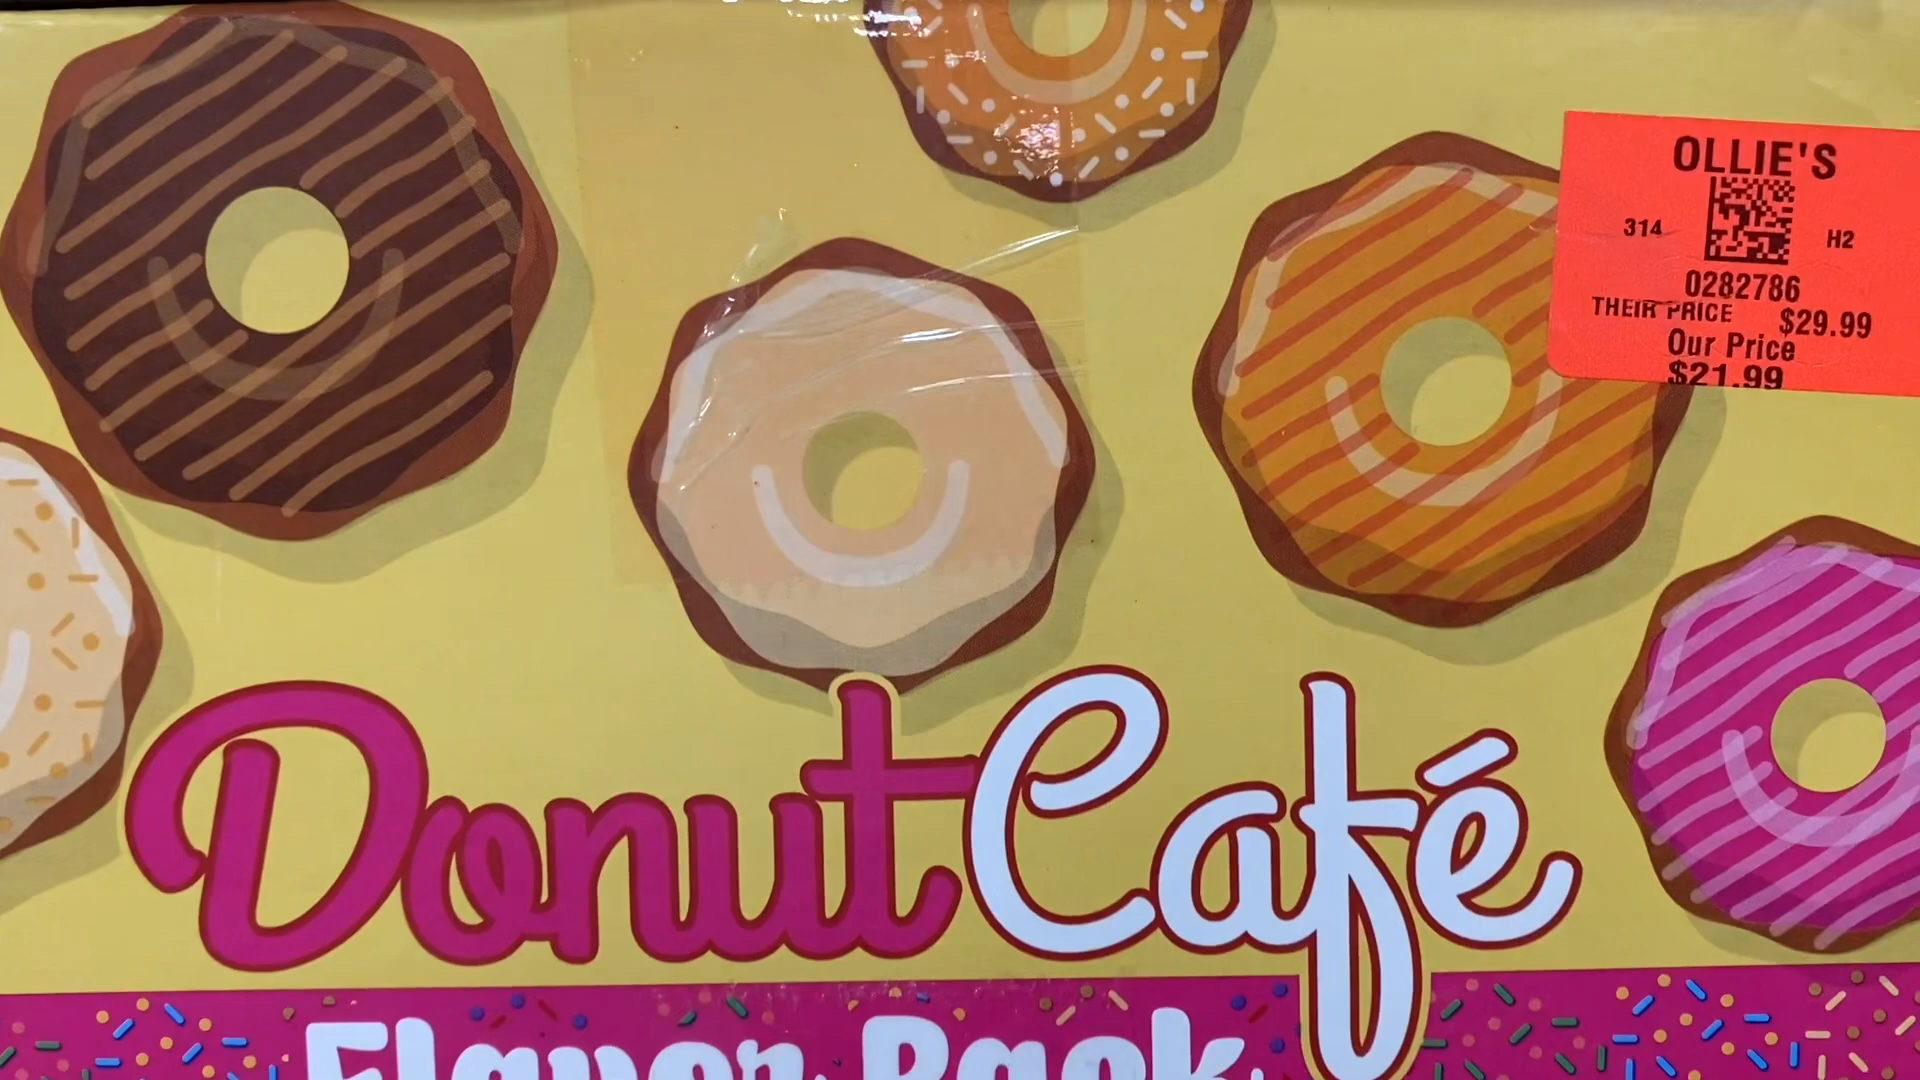 OLLIE'S
314 H2
0282786
THEIR PRICE $29.99
Our Price
$21.99
Donut Café
Flavor Pack